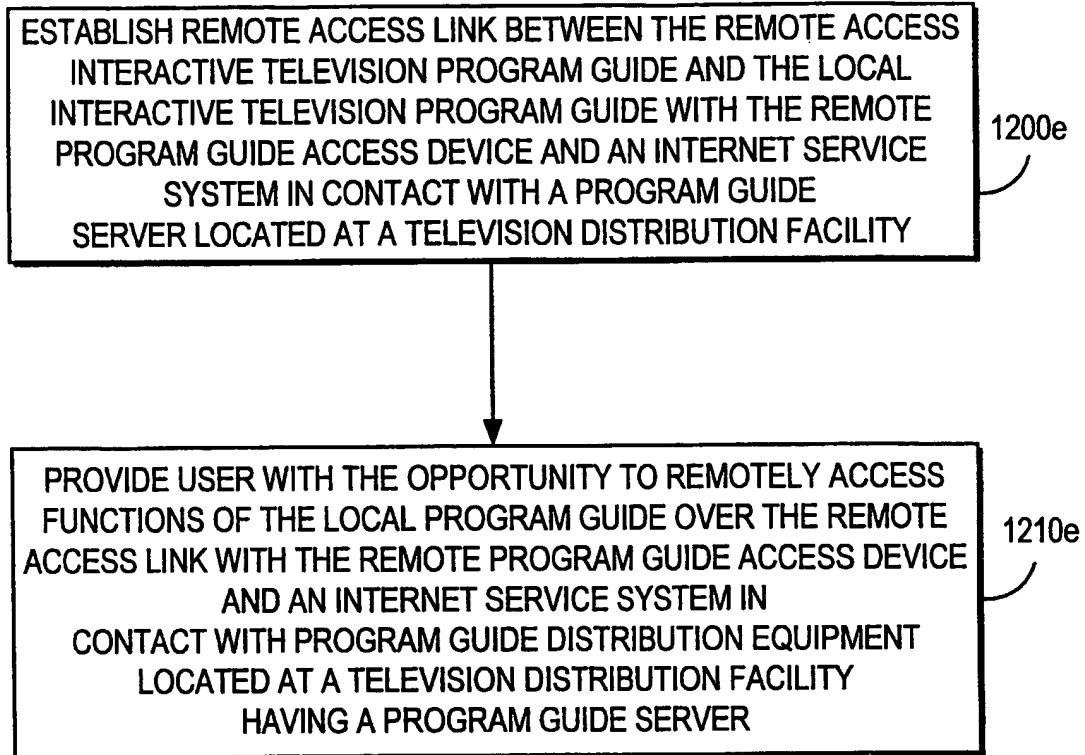 ESTABLISH REMOTE ACCESS LINK BETWEEN THE REMOTE ACCESS
INTERACTIVE TELEVISION PROGRAM GUIDE AND THE LOCAL
INTERACTIVE TELEVISION PROGRAM GUIDE WITH THE REMOTE
PROGRAM GUIDE ACCESS DEVICE AND AN INTERNET SERVICE
SYSTEM IN CONTACT WITH A PROGRAM GUIDE
SERVER LOCATED AT A TELEVISION DISTRIBUTION FACILITY
1200e
PROVIDE USER WITH THE OPPORTUNITY TO REMOTELY ACCESS
FUNCTIONS OF THE LOCAL PROGRAM GUIDE OVER THE REMOTE
ACCESS LINK WITH THE REMOTE PROGRAM GUIDE ACCESS DEVICE
AND AN INTERNET SERVICE SYSTEM IN
CONTACT WITH PROGRAM GUIDE DISTRIBUTION EQUIPMENT
LOCATED AT A TELEVISION DISTRIBUTION FACILITY
HAVING A PROGRAM GUIDE SERVER
1210e